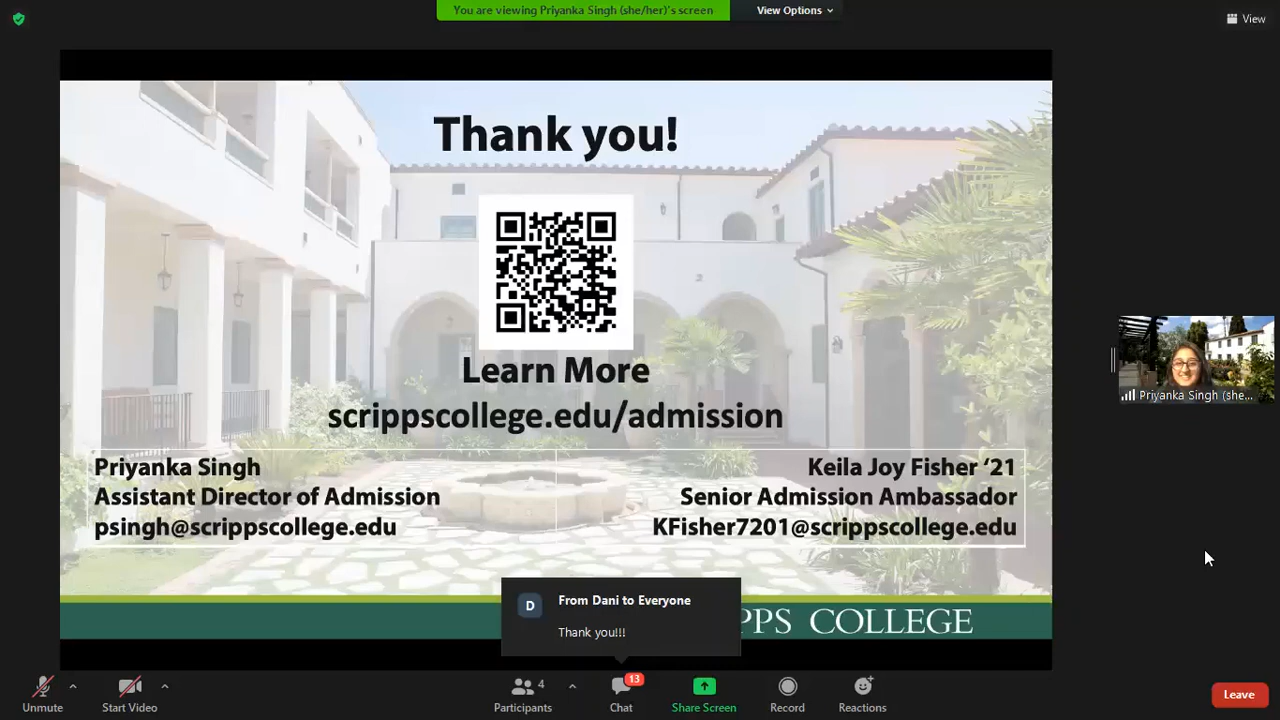 You are viewing Priyanka Singh (she/her)'s screen
View Options
View
Thank you!
Learn More
scrippscollege.edu/admission
Priyanka Singh
Assistant Director of Admission
psingh@scrippscollege.edu
Keila Joy Fisher ‘21
Senior Admission Ambassador
KFisher7201@scrippscollege.edu
Priyanka Singh (she...
D
From Dani to Everyone
Thank you!!!
PPS COLLEGE
Unmute
Start Video
4
Participants
13
Chat
Share Screen
Record
Reactions
Leave